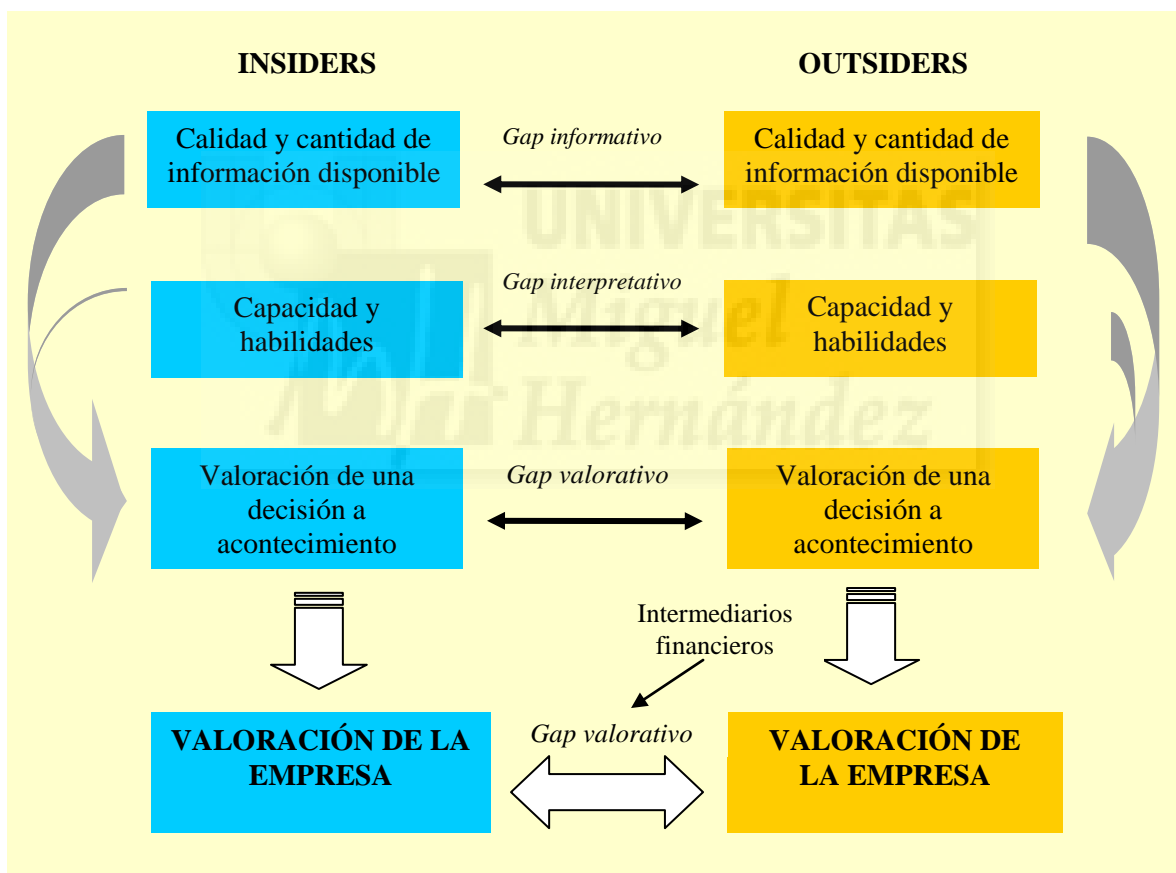 INSIDERS
OUTSIDERS
Calidad y cantidad de
información disponible
Gap informativo
Calidad y cantidad de
información disponible
UNIVERSITAS
Miguel
Hernández
Capacidad y
habilidades
Gap interpretativo
Capacidad y
habilidades
Valoración de una
decisión a
acontecimiento
Gap valorativo
Valoración de una
decisión a
acontecimiento
Intermediarios
financieros
VALORACIÓN DE LA
EMPRESA
Gap valorativo
VALORACIÓN DE
LA EMPRESA